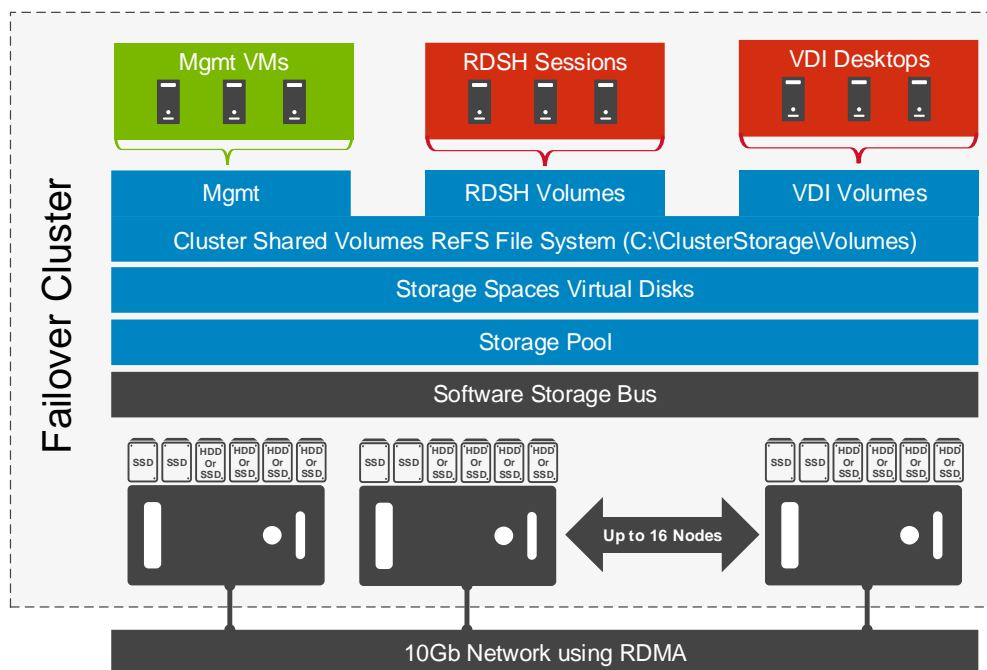 Mgmt VMs
RDSH Sessions
VDI Desktops
Mgmt
RDSH Volumes
VDI Volumes
Cluster Shared Volumes ReFS File System (C:\ClusterStorage\Volumes)
Storage Spaces Virtual Disks
Storage Pool
Software Storage Bus
Failover Cluster
SSD
SSD
HDD
Or
SSD
HDD
Or
SSD
HDD
Or
SSD
HDD
Or
SSD
SSD
SSD
HDD
Or
SSD
HDD
Or
SSD
HDD
Or
SSD
HDD
Or
SSD
SSD
SSD
HDD
Or
SSD
HDD
Or
SSD
HDD
Or
SSD
HDD
Or
SSD
Up to 16 Nodes
10Gb Network using RDMA